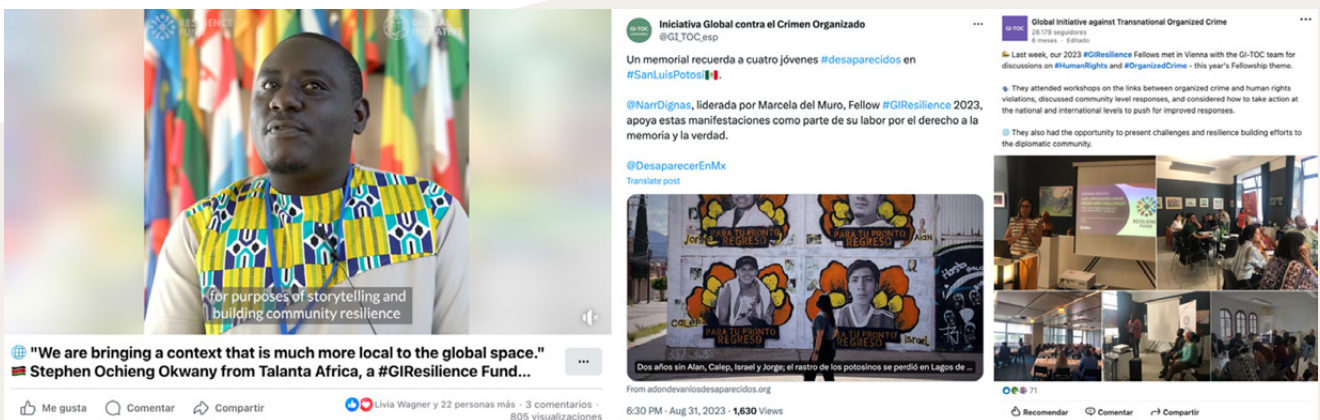 RESILIENCE
FUND
GLOBAL
INITIATIVE
for purposes of storytelling and
building community resilience
"We are bringing a context that is much more local to the global space."
Stephen Ochieng Okwany from Talanta Africa, a #GIResilience Fund...
...
Me gusta
Comentar
Compartir
Livia Wagner y 22 personas más · 3 comentarios ·
805 visualizaciones
GI-TOC
Iniciativa Global contra el Crimen Organizado
@GI_TOC_esp
...
Un memorial recuerda a cuatro jóvenes #desaparecidos en
#SanLuisPotosí.
@NarrDignas, liderada por Marcela del Muro, Fellow #GIResilience 2023,
apoya estas manifestaciones como parte de su labor por el derecho a la
memoria y la verdad.
@DesaparecerEnMx
Translate post
Jorge
PARA TU PRONTO
REGRESO
PARA TU PRONTO
REGRESO
Alan
Calep
PARA TU PRONTO
REGRESO
PARA TU PRONTO
REGRESO
Israel
Hasta
Dos años sin Alan, Calep, Israel y Jorge; el rastro de los potosinos se perdió en Lagos de ...
From adondevanlosdesaparecidos.org
6:30 PM · Aug 31, 2023 · 1,630 Views
GI-TOC
Global Initiative against Transnational Organized Crime
28.179 seguidores
6 meses · Editado
...
Last week, our 2023 #GIResilience Fellows met in Vienna with the GI-TOC team for
discussions on #HumanRights and #OrganizedCrime - this year's Fellowship theme.
They attended workshops on the links between organized crime and human rights
violations, discussed community level responses, and considered how to take action at
the national and international levels to push for improved responses.
They also had the opportunity to present challenges and resilience building efforts to
the diplomatic community.
RESILIENCE
FUND
71
Recomendar
Comentar
Compartir